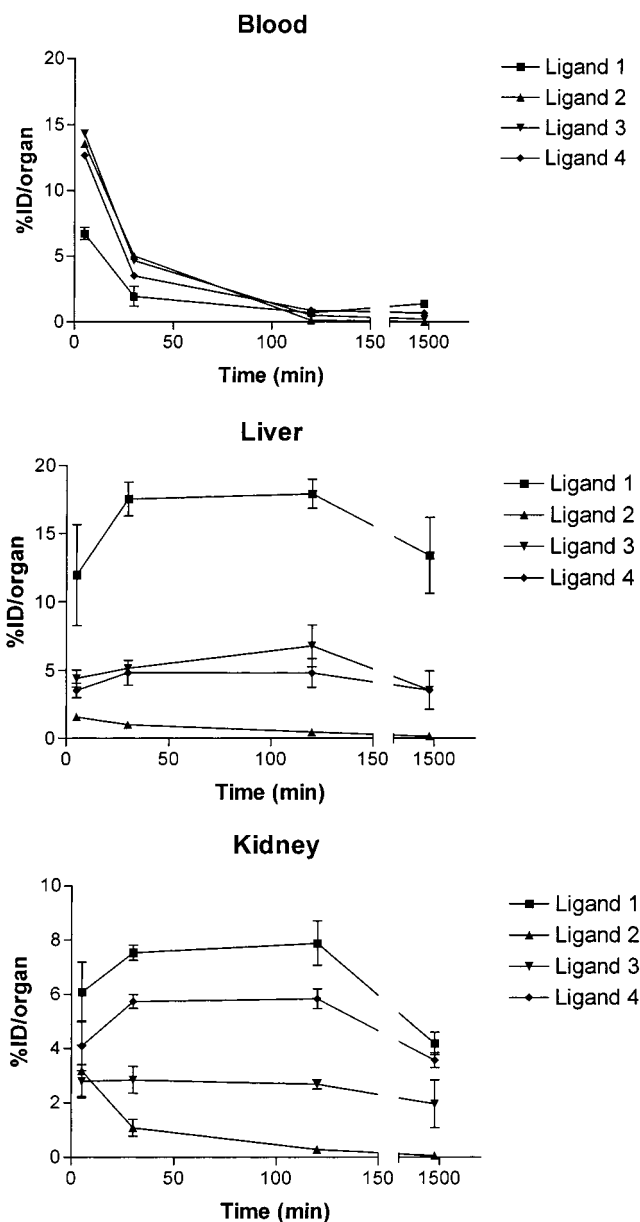 Blood
%ID/organ
20
15
10
5
0
0 50 100 150 1500
Time (min)
Ligand 1
Ligand 2
Ligand 3
Ligand 4
Liver
%ID/organ
20
15
10
5
0
0 50 100 150 1500
Time (min)
Ligand 1
Ligand 2
Ligand 3
Ligand 4
Kidney
%ID/organ
10
8
6
4
2
0
0 50 100 150 1500
Time (min)
Ligand 1
Ligand 2
Ligand 3
Ligand 4